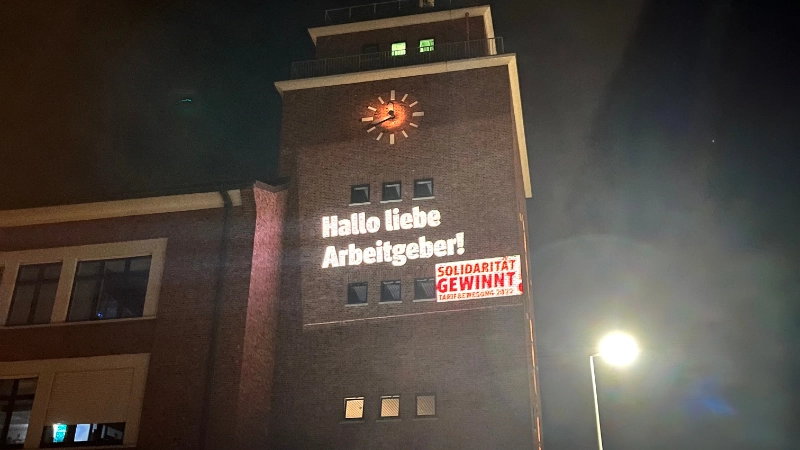 Hallo liebe
Arbeitgeber!
SOLIDARITÄT
GEWINNT
TARIFBEWEGUNG 2022